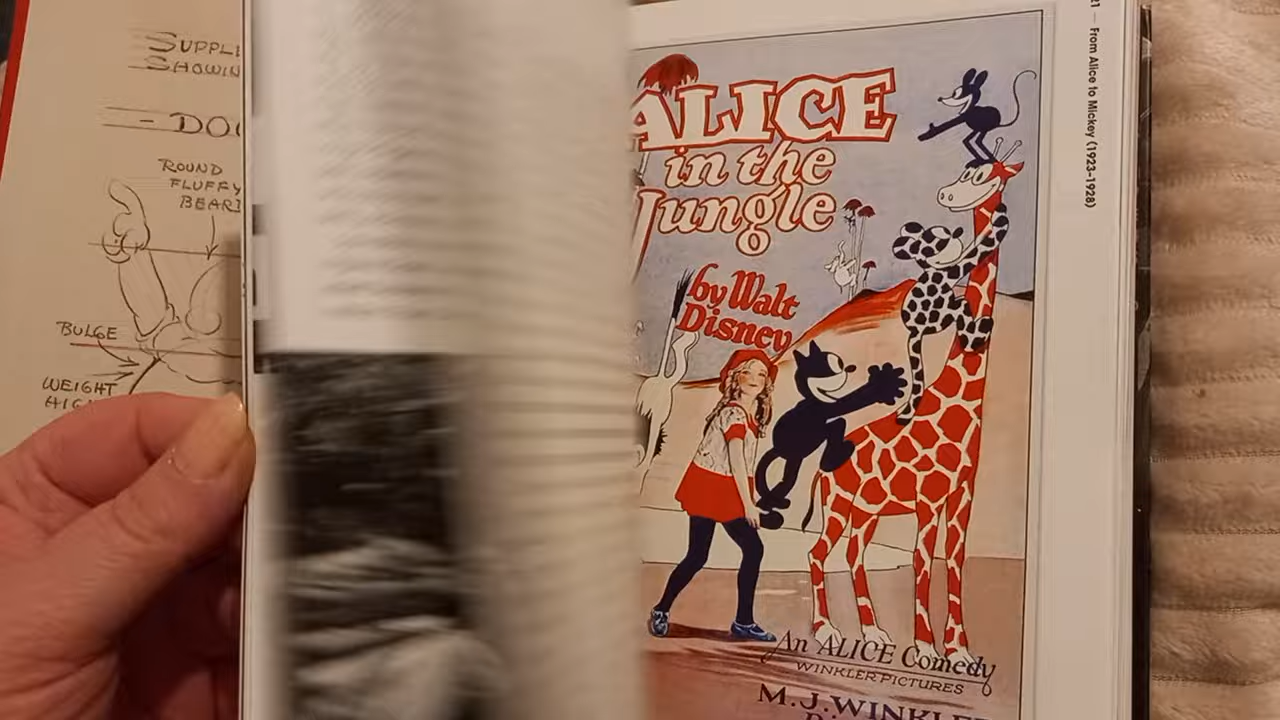 SUPPL
SHOWIN
- DO
ROUND
FLUFFY
BEAR
BULGE
WEIGHT
ALICE
in the
Jungle
by Walt
Disney
An ALICE Comedy
WINKLER PICTURES
M.J.WINKLE
21 — From Alice to Mickey (1923–1928)